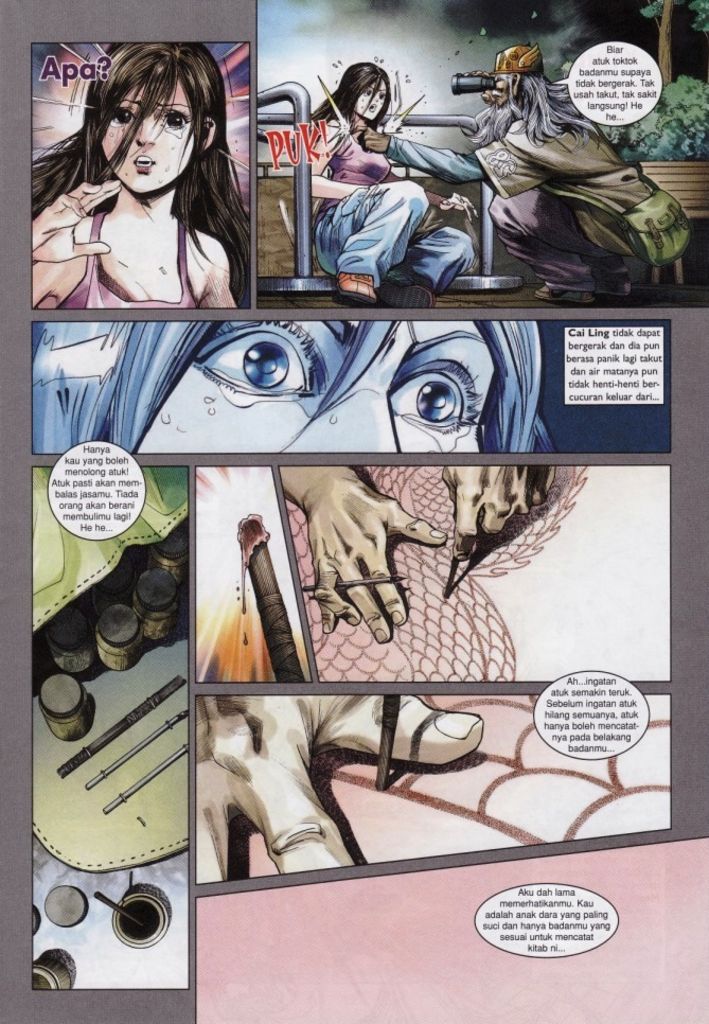 Apa?
Biar
atuk toktok
badanmu supaya
tidak bergerak. Tak
usah takut, tak sakit
langsung! He
he...
PUK!
Cai Ling tidak dapat
bergerak dan dia pun
berasa panik lagi takut
dan air matanya pun
tidak henti-henti ber-
cucuran keluar dari...
Hanya
kau yang boleh
menolong atuk!
Atuk pasti akan mem-
balas jasamu. Tiada
orang akan berani
membulimu lagi!
He he...
Ah...ingatan
atuk semakin teruk.
Sebelum ingatan atuk
hilang semuanya, atuk
hanya boleh mencatat-
nya pada belakang
badanmu...
Aku dah lama
memerhatikanmu. Kau
adalah anak dara yang paling
suci dan hanya badanmu yang
sesuai untuk mencatat
kitab ni...